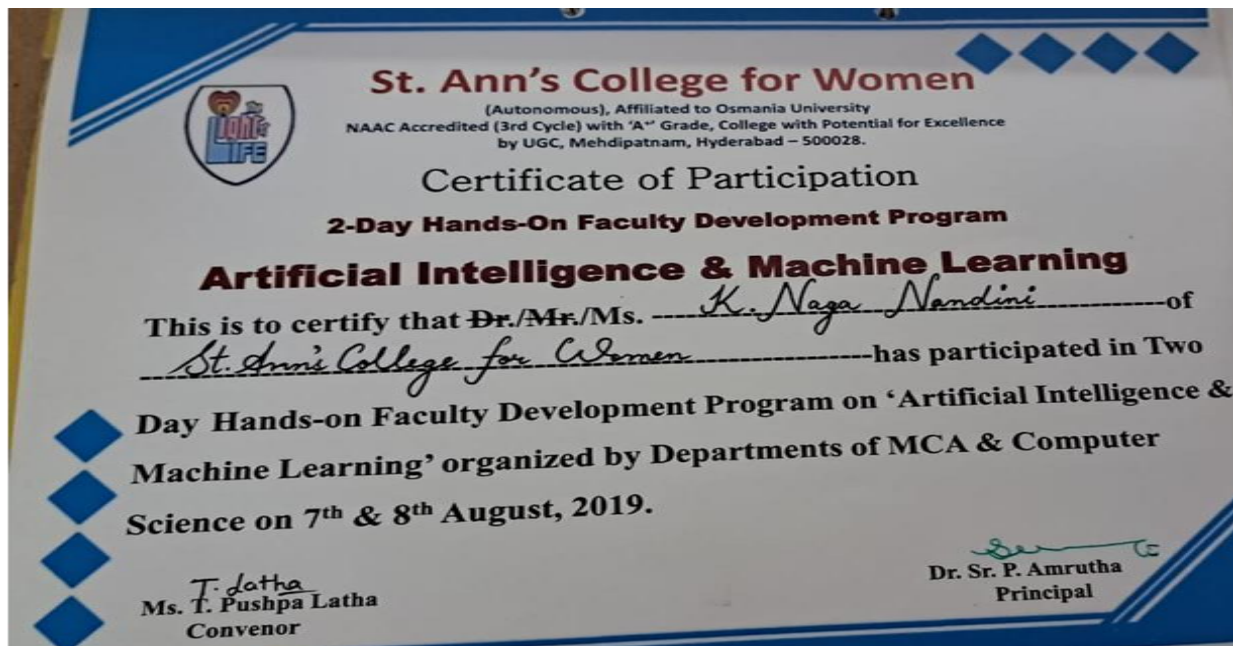 The
Light of
LIFE
St. Ann's College for Women
(Autonomous), Affiliated to Osmania University
NAAC Accredited (3rd Cycle) with 'A+' Grade, College with Potential for Excellence
by UGC, Mehdipatnam, Hyderabad – 500028.
Certificate of Participation
2-Day Hands-On Faculty Development Program
Artificial Intelligence & Machine Learning
This is to certify that Dr./Mr./Ms. K. Naga Nandini of
St. Ann's College for Women has participated in Two
Day Hands-on Faculty Development Program on 'Artificial Intelligence &
Machine Learning' organized by Departments of MCA & Computer
Science on 7th & 8th August, 2019.
T. Latha
Ms. T. Pushpa Latha
Convenor
Dr. Sr. P. Amrutha
Principal